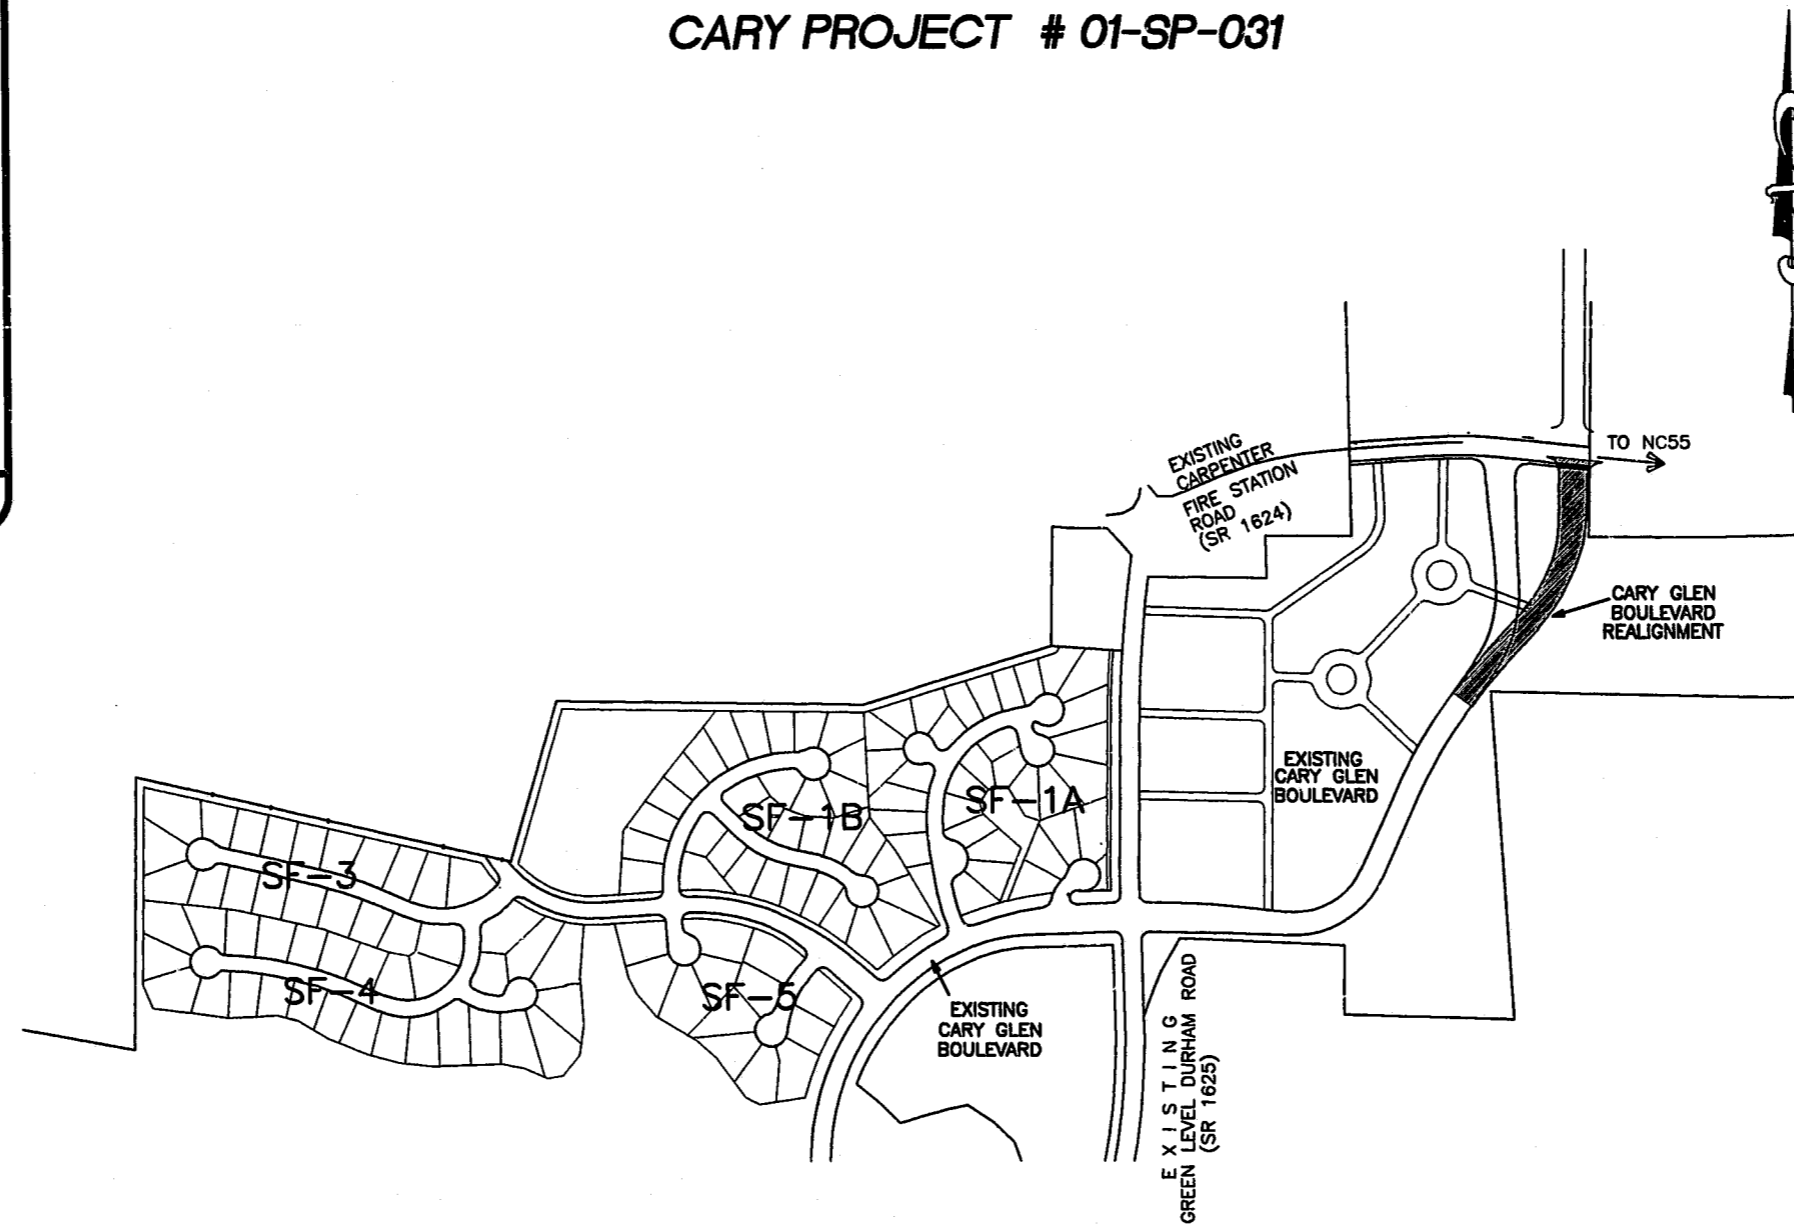 CARY PROJECT # 01-SP-031
TO NC55
EXISTING
CARPENTER
FIRE STATION
ROAD
(SR 1624)
CARY GLEN
BOULEVARD
REALIGNMENT
EXISTING
CARY GLEN
BOULEVARD
SF-1B
SF-1A
SF-3
SF-4
SF-5
EXISTING
CARY GLEN
BOULEVARD
EXISTING
GREEN LEVEL DURHAM ROAD
(SR 1625)